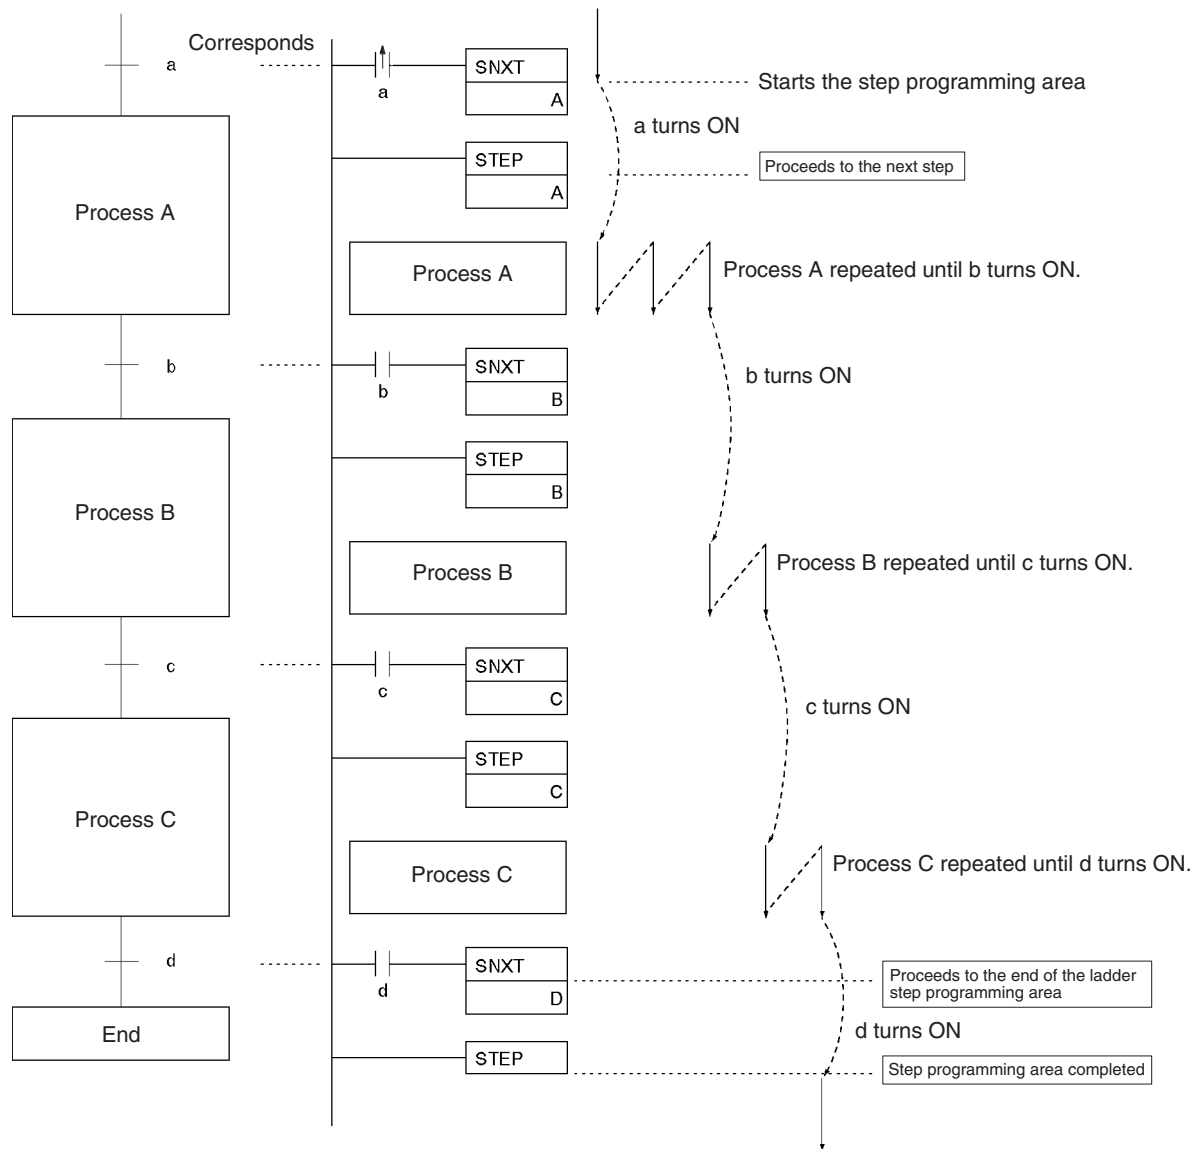 Corresponds
a
a
SNXT
A
Starts the step programming area
a turns ON
STEP
A
Proceeds to the next step
Process A
Process A
Process A repeated until b turns ON.
b
b
SNXT
B
b turns ON
STEP
B
Process B
Process B
Process B repeated until c turns ON.
c
c
SNXT
C
c turns ON
STEP
C
Process C
Process C
Process C repeated until d turns ON.
d
d
SNXT
D
Proceeds to the end of the ladder
step programming area
End
d turns ON
STEP
Step programming area completed